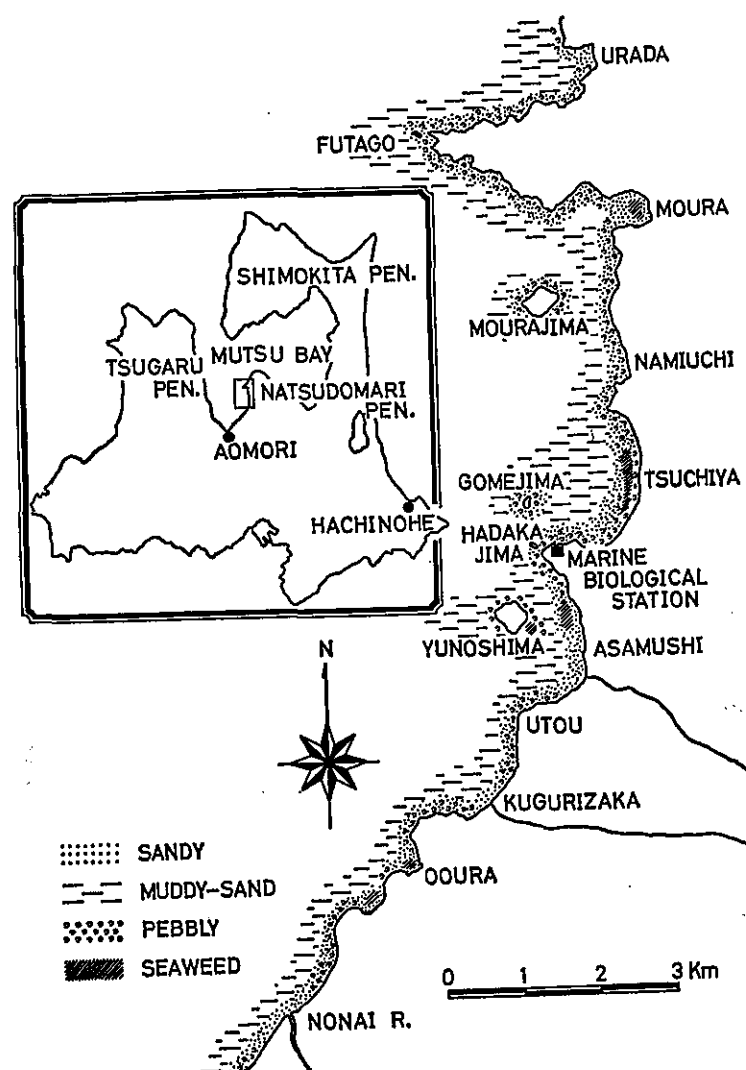 URADA
FUTAGO
MOURA
MOURAJIMA
NAMIUCHI
GOMEJIMA
TSUCHIYA
HADAKA
JIMA
MARINE
BIOLOGICAL
STATION
YUNOSHIMA
ASAMUSHI
UTOU
KUGURIZAKA
OOURA
NONAI R.
SHIMOKITA PEN.
MUTSU BAY
TSUGARU
PEN.
NATSUDOMARI
PEN.
AOMORI
HACHINOHE
N
SANDY
MUDDY-SAND
PEBBLY
SEAWEED
0 1 2 3 Km